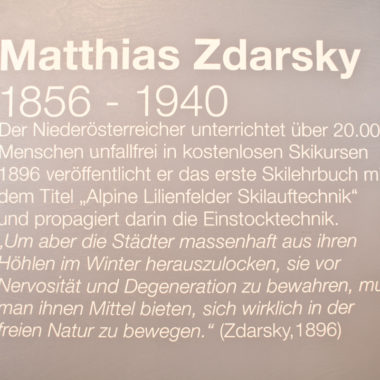 Matthias Zdarsky
1856 - 1940
Der Niederösterreicher unterrichtet über 20.00
Menschen unfallfrei in kostenlosen Skikursen
1896 veröffentlicht er das erste Skilehrbuch m
dem Titel „Alpine Lilienfelder Skilauftechnik“
und propagiert darin die Einstocktechnik.
„Um aber die Städter massenhaft aus ihren
Höhlen im Winter herauszulocken, sie vor
Nervosität und Degeneration zu bewahren, mu
man ihnen Mittel bieten, sich wirklich in der
freien Natur zu bewegen.“ (Zdarsky,1896)